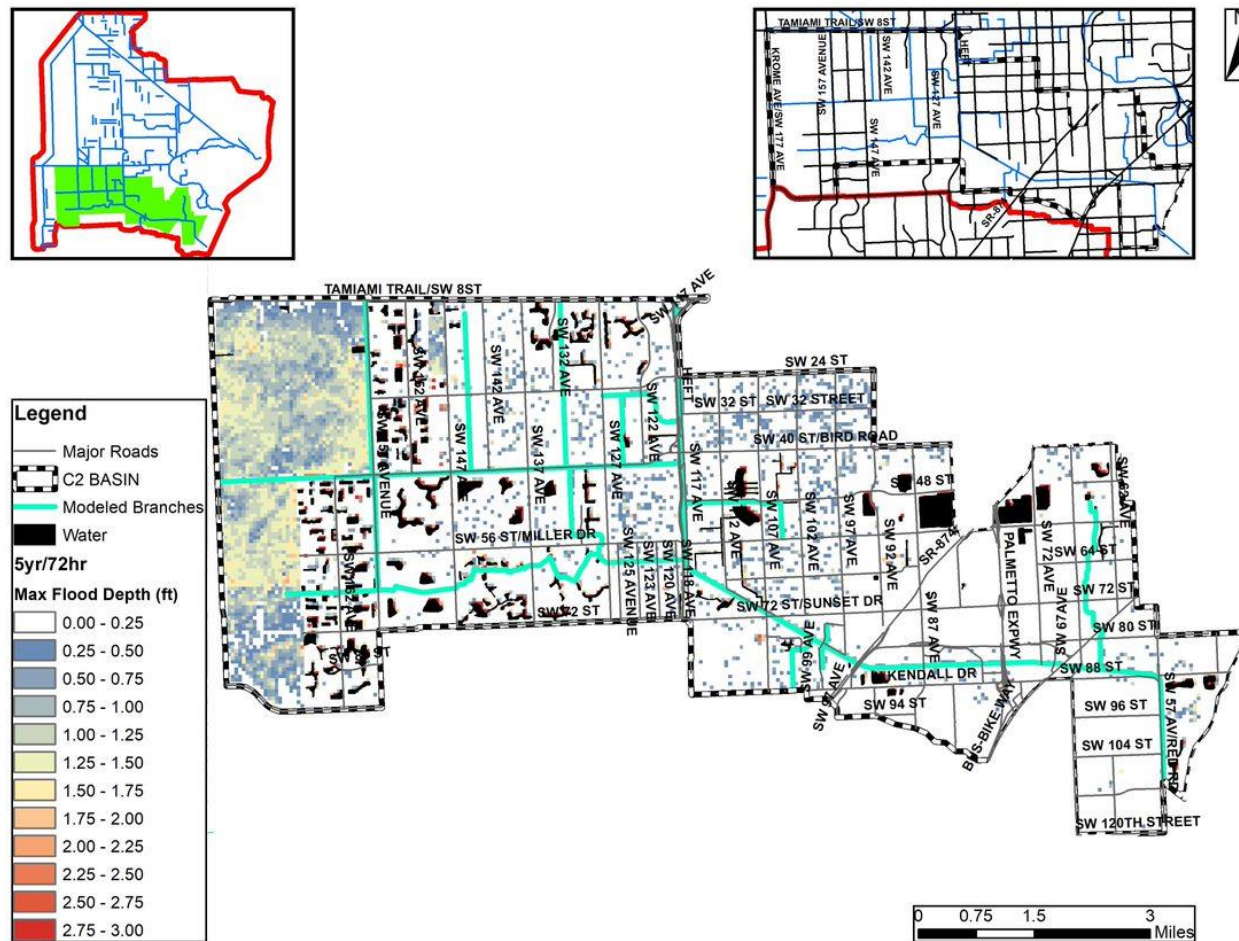 TAMIAMI TRAIL/SW 8ST
HEFT
KROME AVE/SW 177 AVE
SW 157 AVENUE
SW 142 AVE
SW 127 AVE
SW 147 AVE
TAMIAMI TRAIL/SW 8ST
SW 117 AVE
SW 132 AVE
SW 152 AVE
SW 142 AVE
SW 122 AVE
HEFT
SW 24 ST
SW 32 ST
SW 32 STREET
SW 40 ST/BIRD ROAD
AVENUE
SW 147 AVE
SW 137 AVE
SW 127 AVE
SW 117 AVE
48 ST
SW 107 AVE
SW 102 AVE
SW 97 AVE
SW 92 AVE
SR-874
SW 56 ST/MILLER DR
SW 125 AVENUE
SW 123 AVE
SW 120 AVE
SW 118 AVE
SW 72 ST
SW 72 ST/SUNSET DR
SW 87 AVE
PALMETTO EXPWY
SW 72 AVE
SW 67 AVE
SW 64 ST
SW 72 ST
SW 80 ST
SW 88 ST
KENDALL DR
SW 99 AVE
SW 94 ST
SW 96 ST
SW 104 ST
SW 57 AV/RED RD
SW 120TH STREET
Legend
Major Roads
C2 BASIN
Modeled Branches
Water
5yr/72hr
Max Flood Depth (ft)
0.00 - 0.25
0.25 - 0.50
0.50 - 0.75
0.75 - 1.00
1.00 - 1.25
1.25 - 1.50
1.50 - 1.75
1.75 - 2.00
2.00 - 2.25
2.25 - 2.50
2.50 - 2.75
2.75 - 3.00
0 0.75 1.5 3
Miles